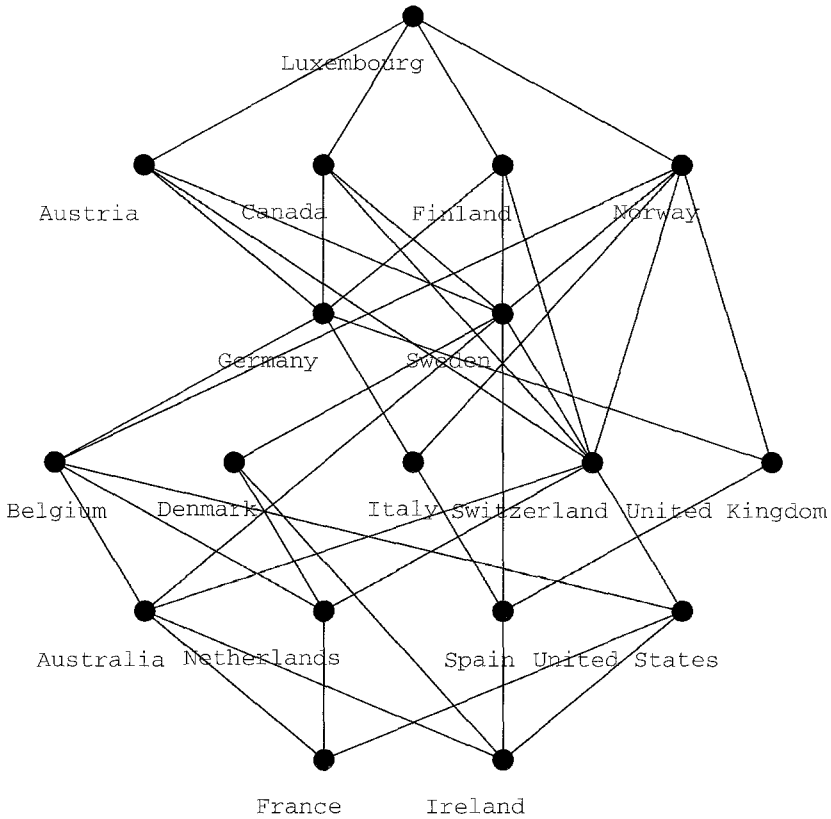 Luxembourg
Austria Canada Finland Norway
Germany Sweden
Belgium Denmark Italy Switzerland United Kingdom
Australia Netherlands Spain United States
France Ireland